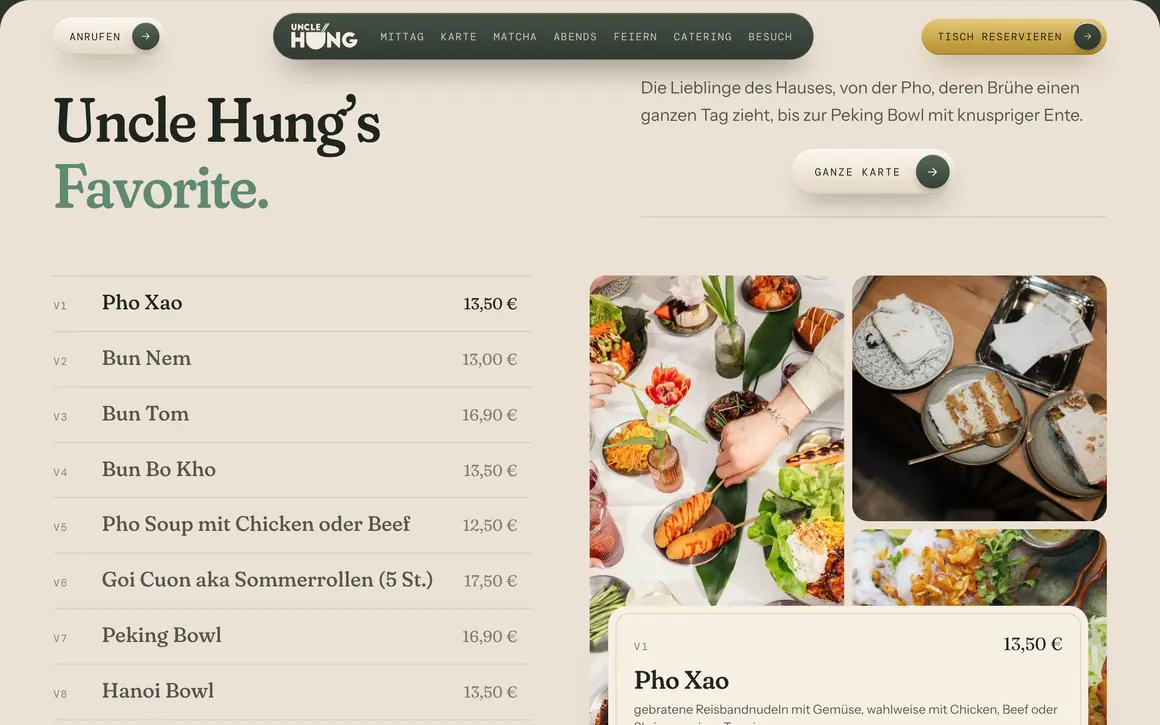 ANRUFEN
UNCLE HUNG
MITTAG KARTE MATCHA ABENDS FEIERN CATERING BESUCH
TISCH RESERVIEREN
Uncle Hung's
Favorite.
Die Lieblinge des Hauses, von der Pho, deren Brühe einen
ganzen Tag zieht, bis zur Peking Bowl mit knuspriger Ente.
GANZE KARTE
V1 Pho Xao 13,50 €
V2 Bun Nem 13,00 €
V3 Bun Tom 16,90 €
V4 Bun Bo Kho 13,50 €
V5 Pho Soup mit Chicken oder Beef 12,50 €
V6 Goi Cuon aka Sommerrollen (5 St.) 17,50 €
V7 Peking Bowl 16,90 €
V8 Hanoi Bowl 13,50 €
V1 13,50 €
Pho Xao
gebratene Reisbandnudeln mit Gemüse, wahlweise mit Chicken, Beef oder